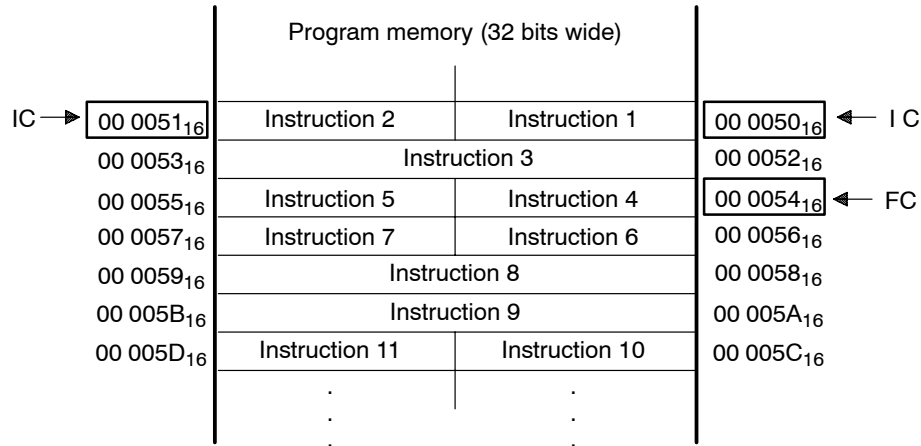 Program memory (32 bits wide)
IC 00 0051₁₆ Instruction 2 Instruction 1 00 0050₁₆ I C
00 0053₁₆ Instruction 3 00 0052₁₆
00 0055₁₆ Instruction 5 Instruction 4 00 0054₁₆ FC
00 0057₁₆ Instruction 7 Instruction 6 00 0056₁₆
00 0059₁₆ Instruction 8 00 0058₁₆
00 005B₁₆ Instruction 9 00 005A₁₆
00 005D₁₆ Instruction 11 Instruction 10 00 005C₁₆
. .
. .
. .